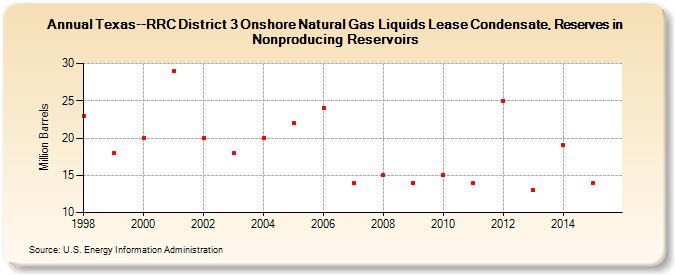 Annual Texas--RRC District 3 Onshore Natural Gas Liquids Lease Condensate, Reserves in
Nonproducing Reservoirs
Million Barrels
30
25
20
15
10
1998 2000 2002 2004 2006 2008 2010 2012 2014
Source: U.S. Energy Information Administration